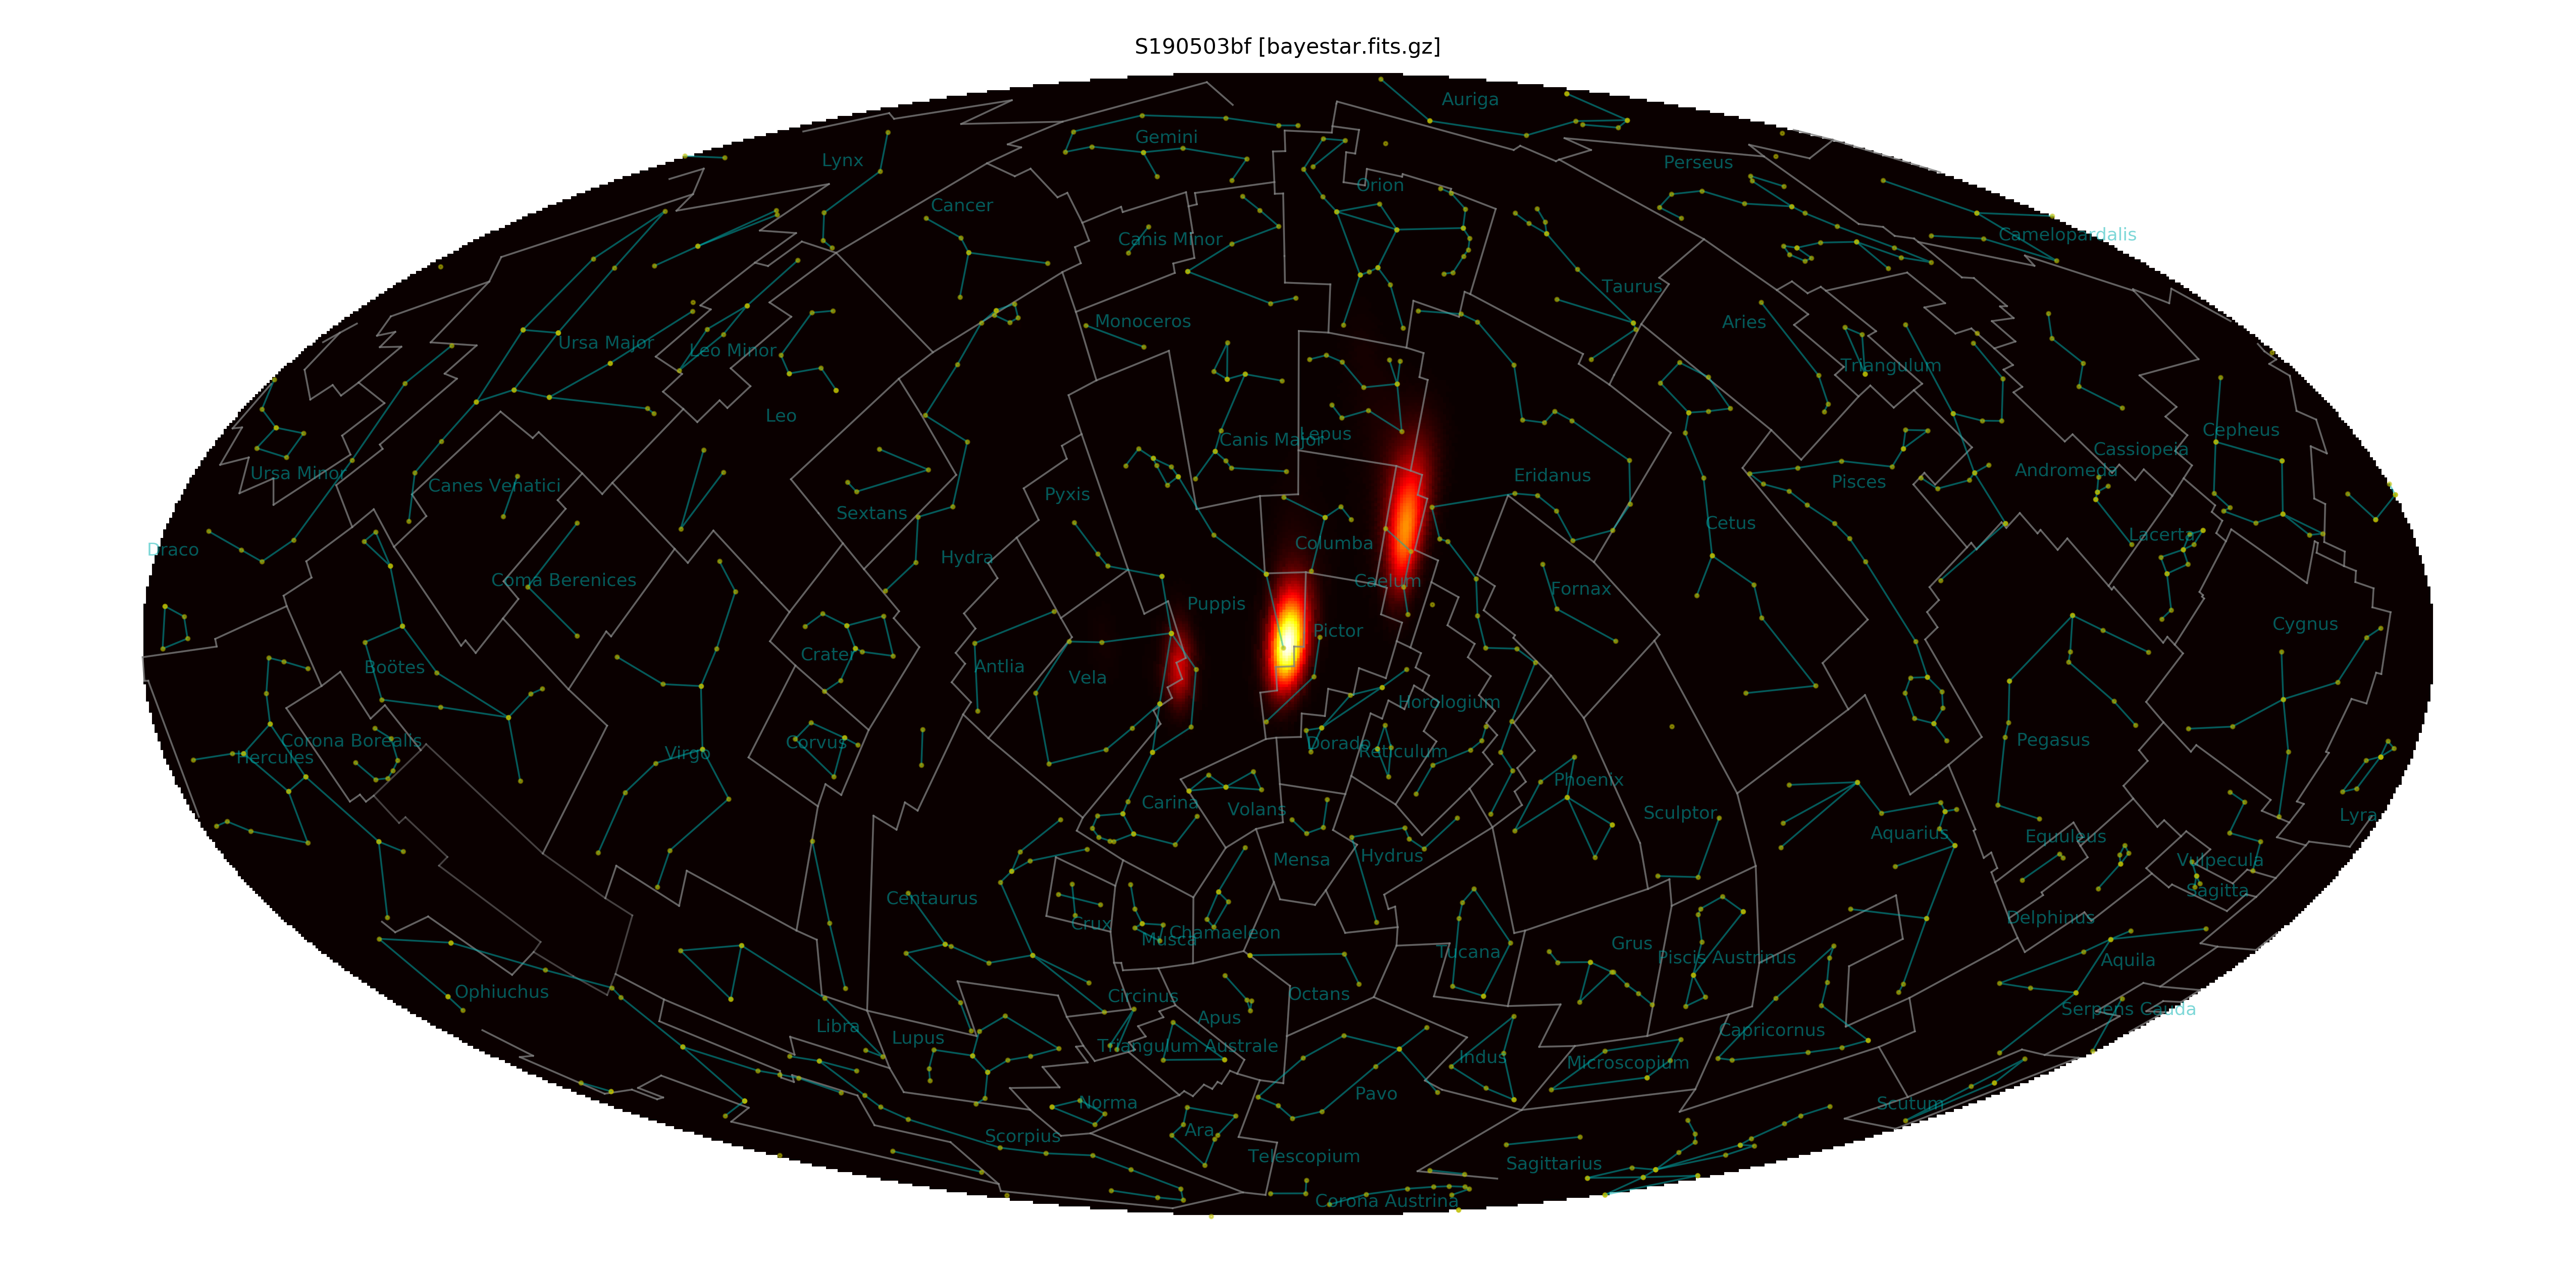 S190503bf [bayestar.fits.gz]
Auriga
Gemini
Lynx
Perseus
Orion
Cancer
Camelopardalis
Canis Minor
Taurus
Monoceros
Aries
Ursa Major
Leo Minor
Triangulum
Leo
Cepheus
Lepus
Canis Major
Cassiopeia
Andromeda
Ursa Minor
Eridanus
Pisces
Canes Venatici
Pyxis
Sextans
Cetus
Lacerta
Columba
Draco
Hydra
Coma Berenices
Caelum
Fornax
Puppis
Cygnus
Pictor
Crater
Boötes
Antlia
Vela
Horologium
Corona Borealis
Corvus
Dorado
Pegasus
Reticulum
Virgo
Hercules
Phoenix
Carina
Volans
Sculptor
Lyra
Aquarius
Equuleus
Hydrus
Mensa
Vulpecula
Sagitta
Centaurus
Delphinus
Crux
Chamaeleon
Musca
Grus
Tucana
Piscis Austrinus
Aquila
Ophiuchus
Octans
Circinus
Serpens Cauda
Apus
Libra
Capricornus
Lupus
Triangulum Australe
Indus
Microscopium
Pavo
Norma
Scutum
Ara
Scorpius
Telescopium
Sagittarius
Corona Austrina